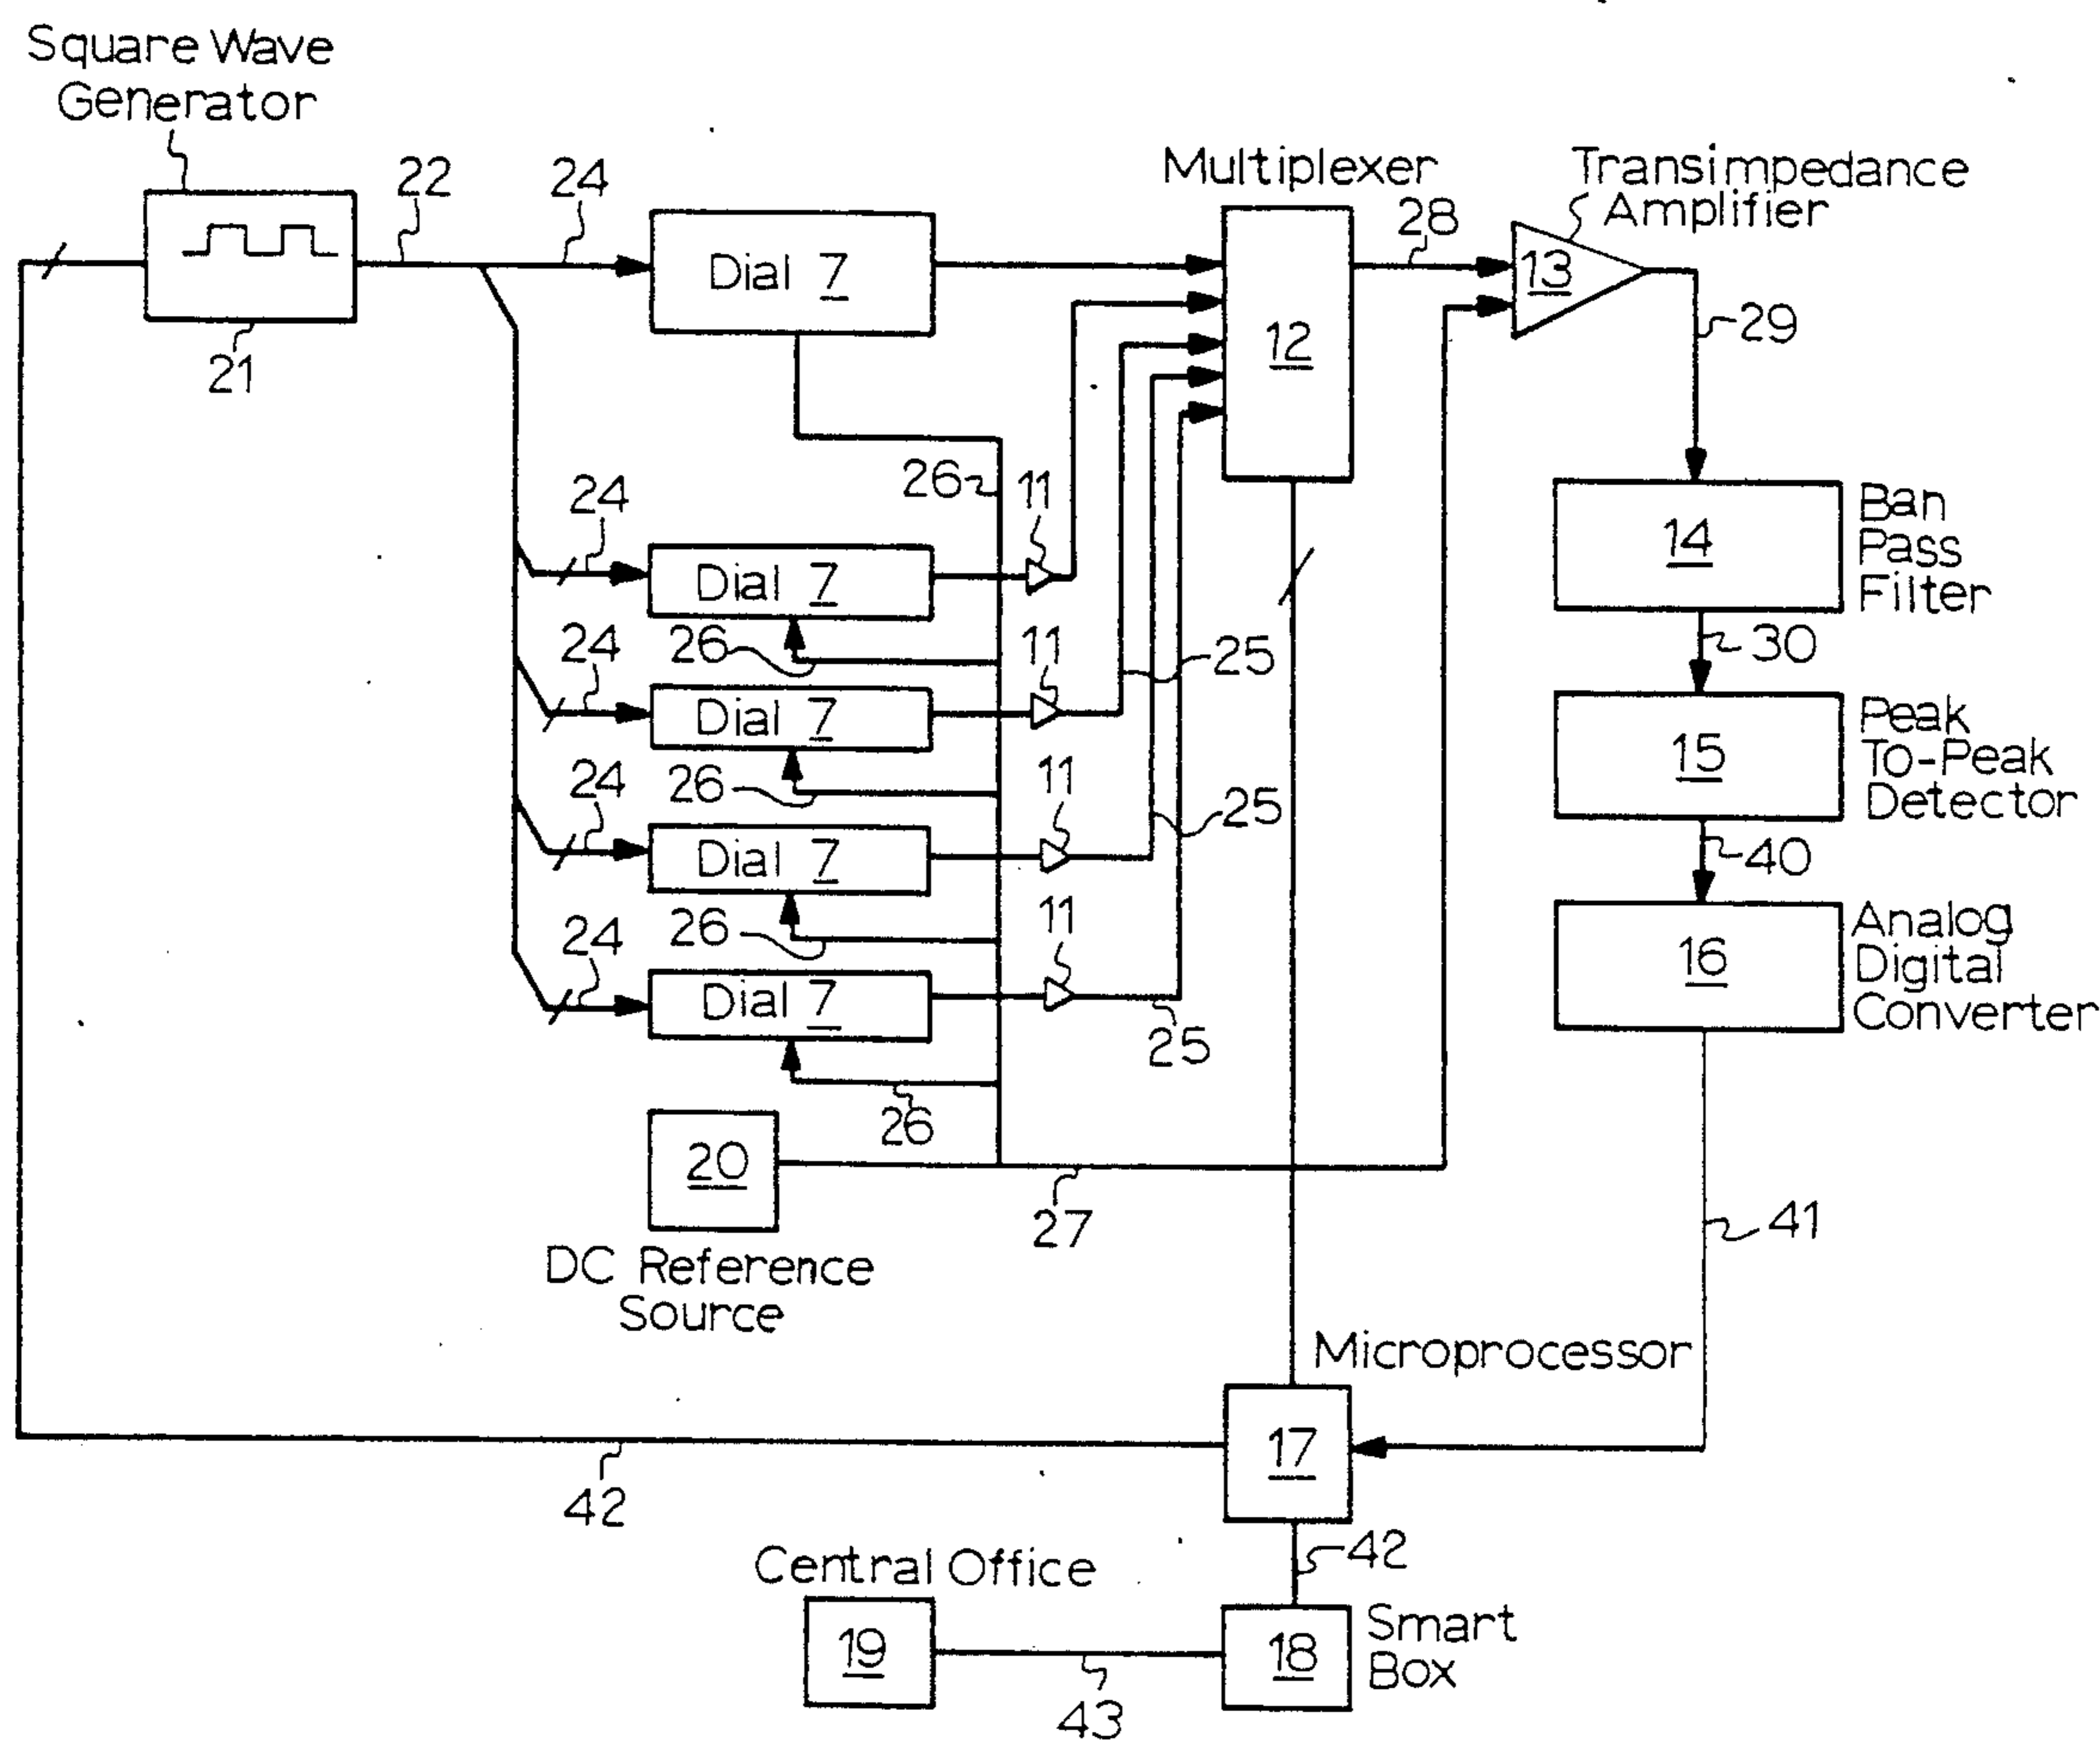 Square Wave
Generator
21
22
24
Dial 7
Multiplexer
12
28
Transimpedance
Amplifier
13
29
26
11
24
Dial 7
26
24
11
Dial 7
26
25
24
11
Dial 7
26
25
24
11
Dial 7
26
25
20
DC Reference
Source
27
14
Ban
Pass
Filter
30
15
Peak
To-Peak
Detector
40
16
Analog
Digital
Converter
41
Microprocessor
17
42
42
Central Office
19
43
18
Smart
Box